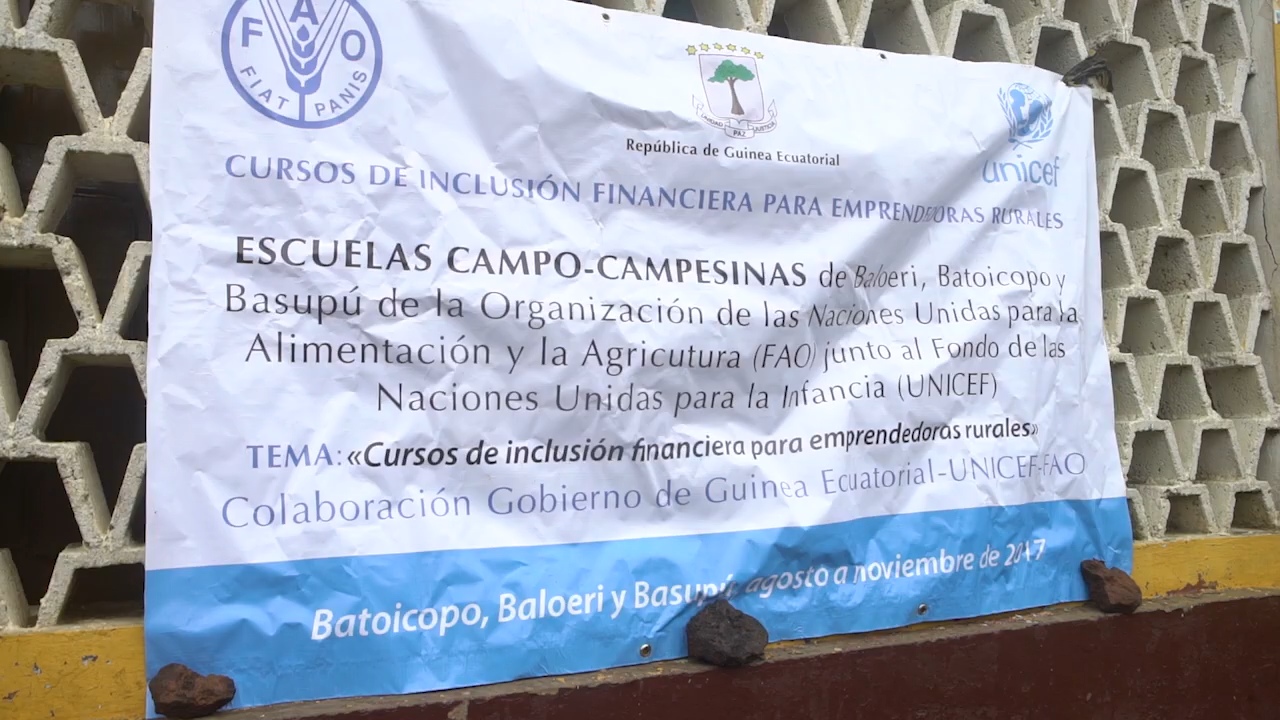 FAO
FIAT PANIS
UNIDAD PAZ JUSTICIA
República de Guinea Ecuatorial
unicef
CURSOS DE INCLUSIÓN FINANCIERA PARA EMPRENDEDORAS RURALES
ESCUELAS CAMPO-CAMPESINAS de Baloeri, Batoicopo y
Basupú de la Organización de las Naciones Unidas para la
Alimentación y la Agricutura (FAO) junto al Fondo de las
Naciones Unidas para la Infancia (UNICEF)
TEMA: «Cursos de inclusión financiera para emprendedoras rurales»
Colaboración Gobierno de Guinea Ecuatorial-UNICEF-FAO
Batoicopo, Baloeri y Basupú, agosto a noviembre de 2017